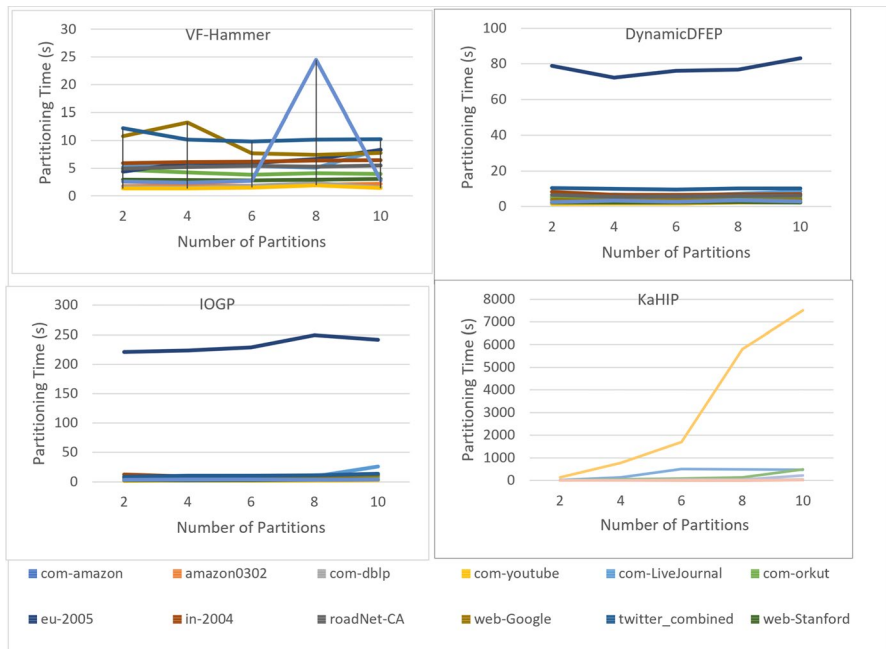 VF-Hammer
Partitioning Time (s)
30
25
20
15
10
5
0
2 4 6 8 10
Number of Partitions
DynamicDFEP
Partitioning Time (s)
100
80
60
40
20
0
2 4 6 8 10
Number of Partitions
IOGP
Partitioning Time (s)
300
250
200
150
100
50
0
2 4 6 8 10
Number of Partitions
KaHIP
Partitioning Time (s)
8000
7000
6000
5000
4000
3000
2000
1000
0
2 4 6 8 10
Number of Partitions
com-amazon amazon0302 com-dblp com-youtube com-LiveJournal com-orkut
eu-2005 in-2004 roadNet-CA web-Google twitter_combined web-Stanford